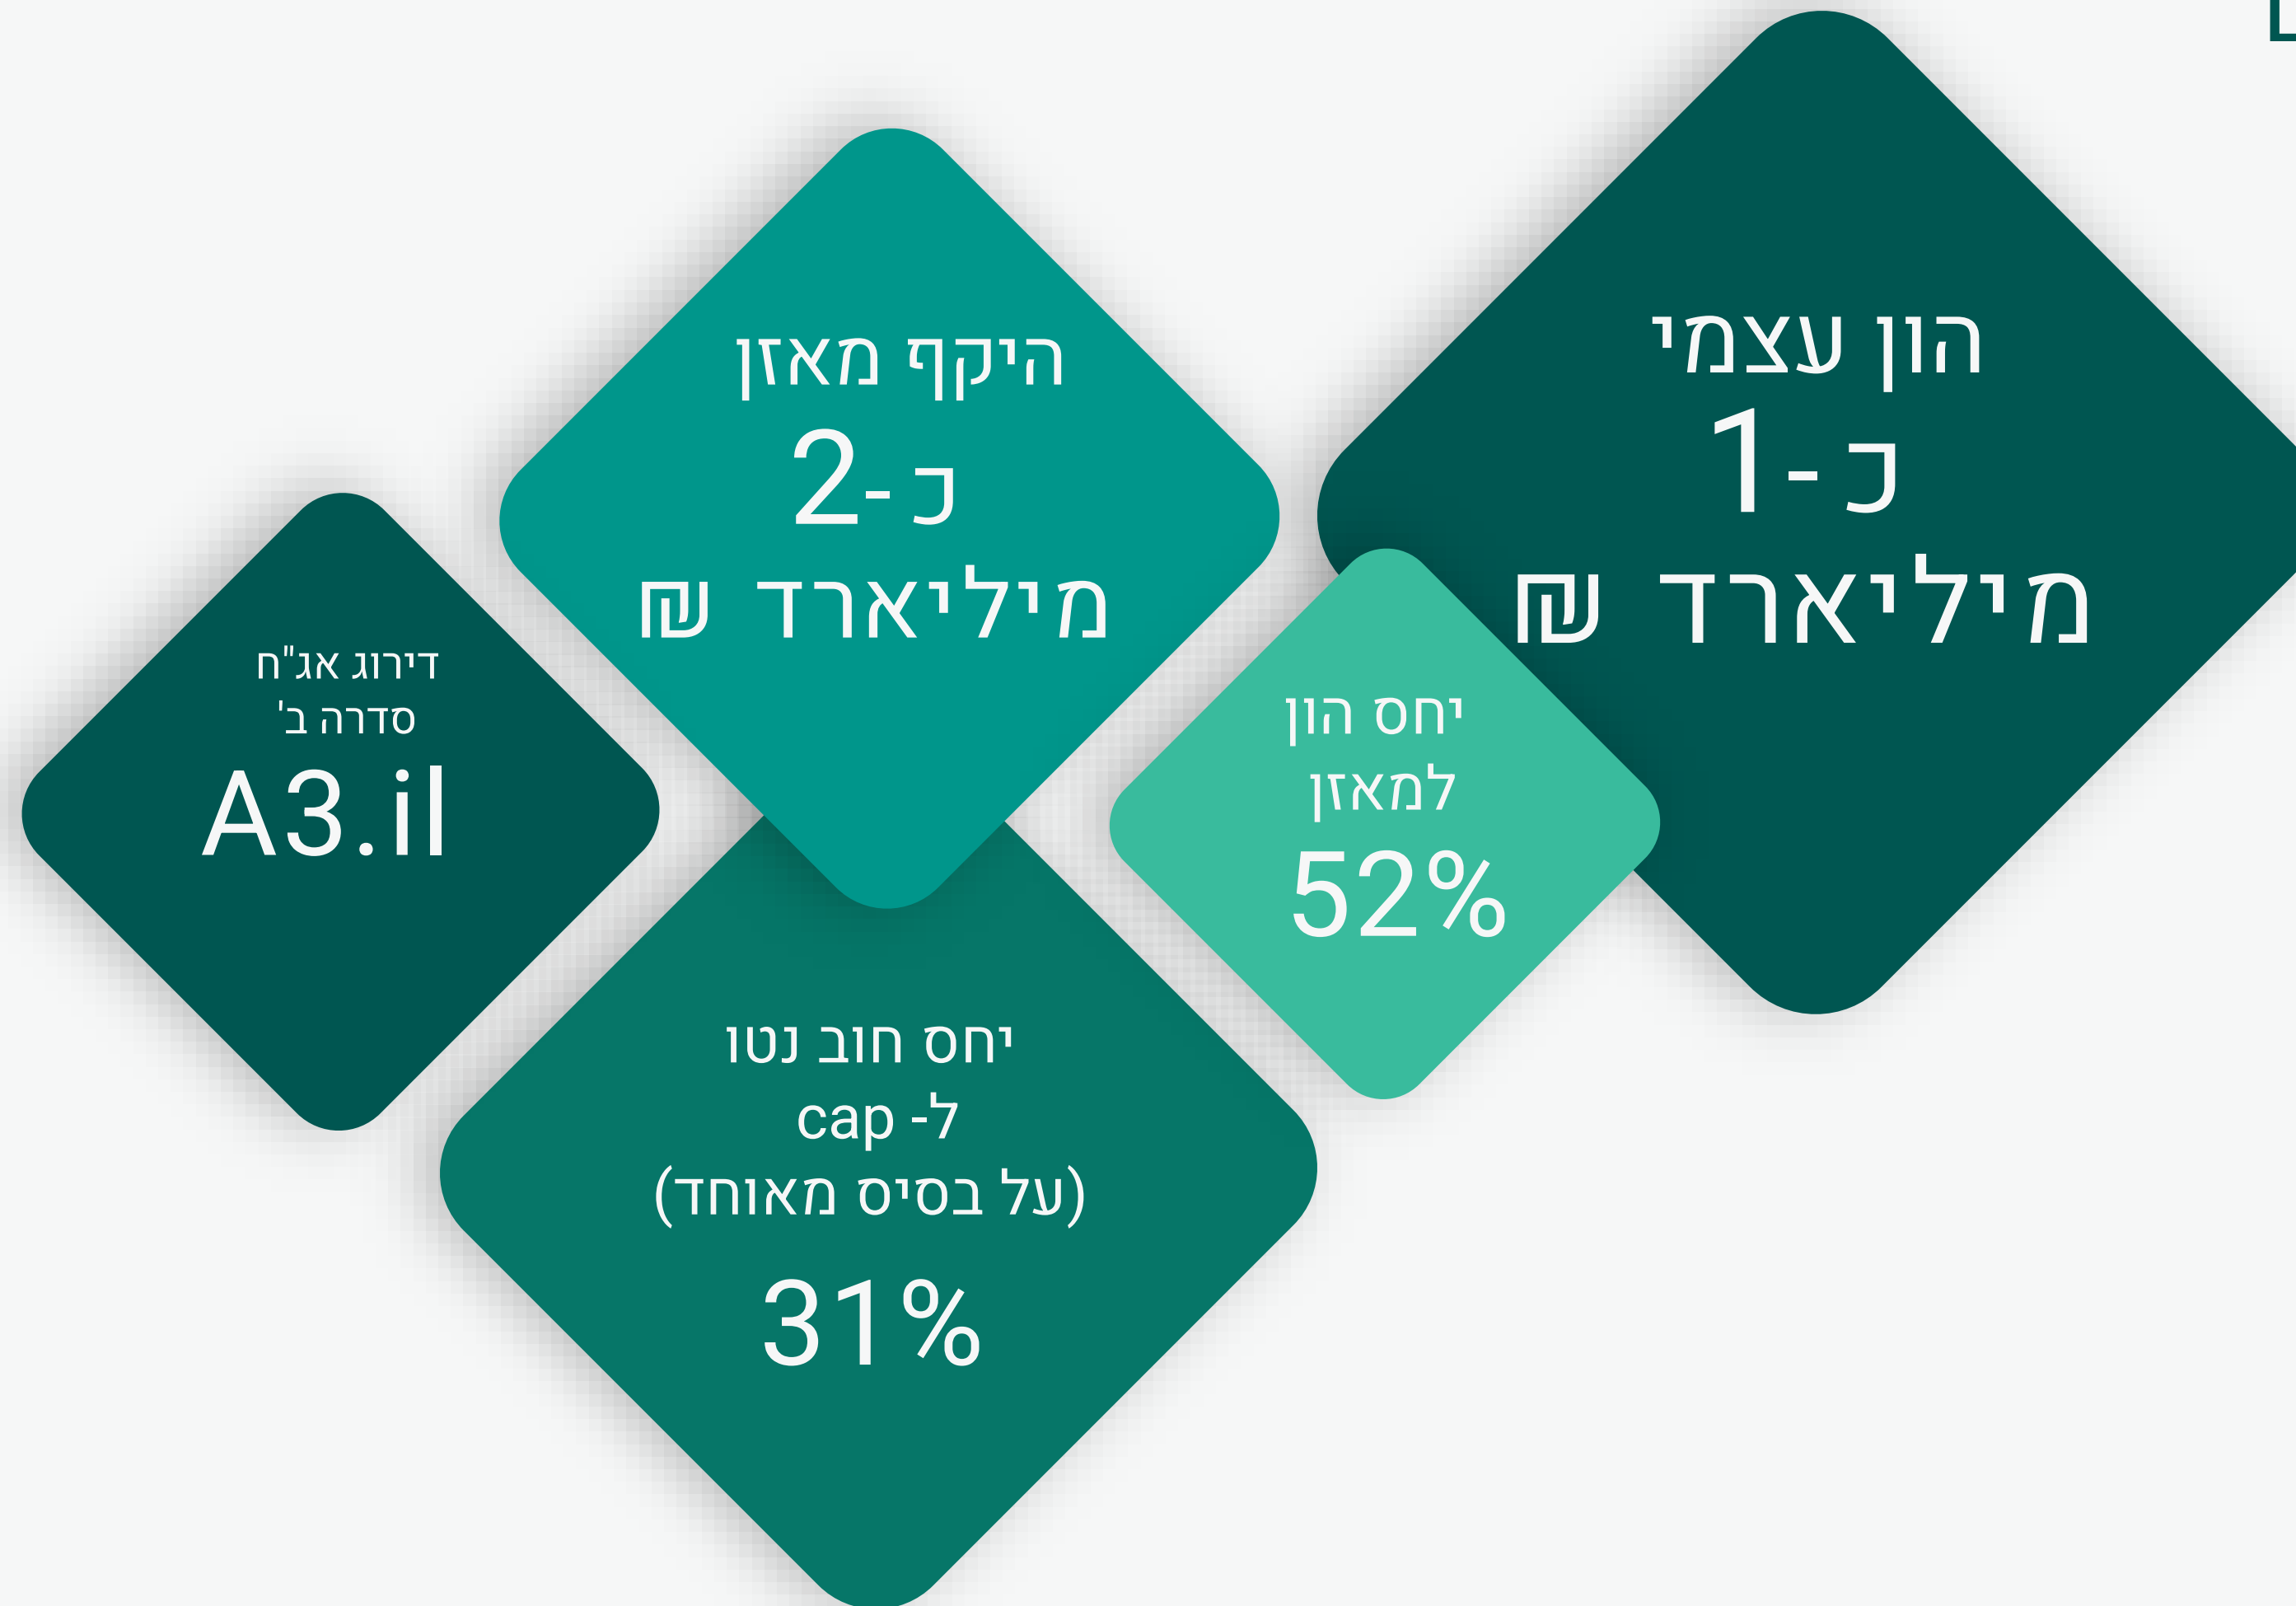 הון עצמי
כ -1
מיליארד ₪
היקף מאזן
כ -2
מיליארד ₪
יחס הון
למאזן
52%
דירוג אג"ח
סדרה ב'
A3.il
יחס חוב נטו
ל- cap
(על בסיס מאוחד)
31%